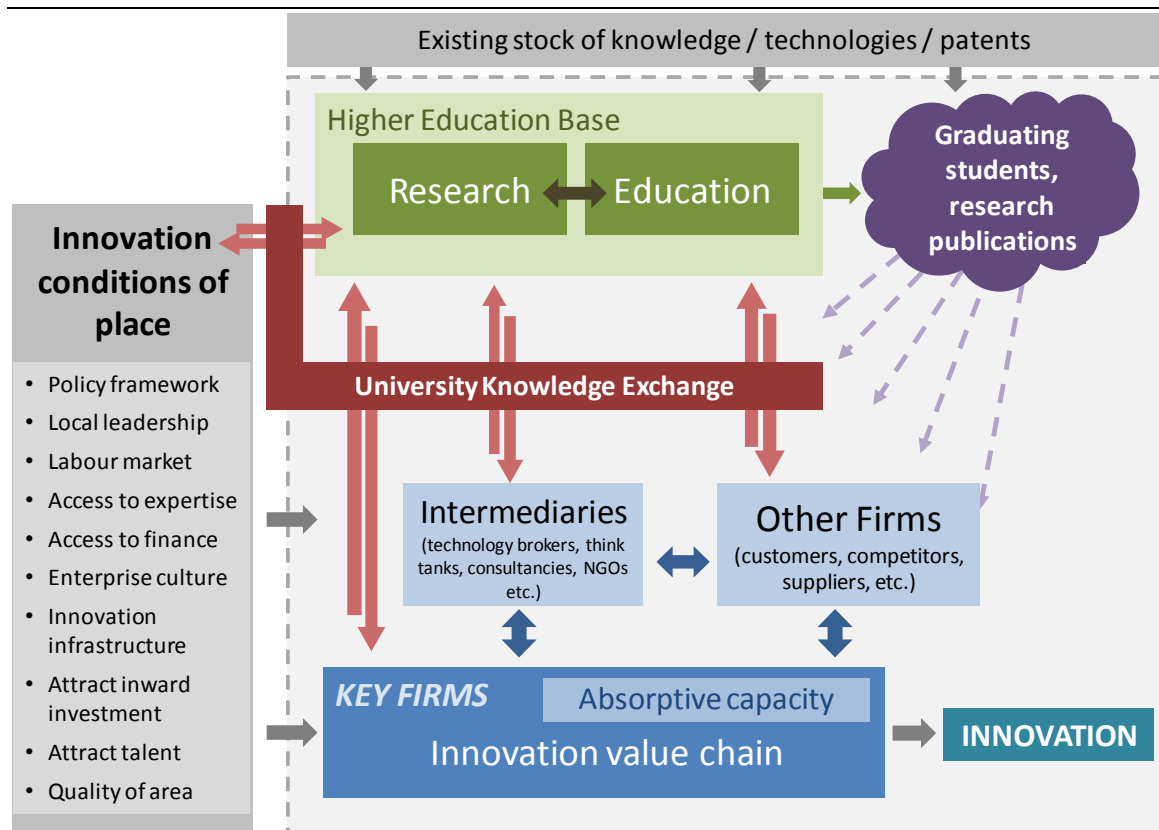 Existing stock of knowledge / technologies / patents
Higher Education Base
Research
Education
Graduating
students,
research
publications
Innovation
conditions of
place
• Policy framework
• Local leadership
• Labour market
• Access to expertise
• Access to finance
• Enterprise culture
• Innovation
infrastructure
• Attract inward
investment
• Attract talent
• Quality of area
University Knowledge Exchange
Intermediaries
(technology brokers, think
tanks, consultancies, NGOs
etc.)
Other Firms
(customers, competitors,
suppliers, etc.)
KEY FIRMS
Absorptive capacity
Innovation value chain
INNOVATION